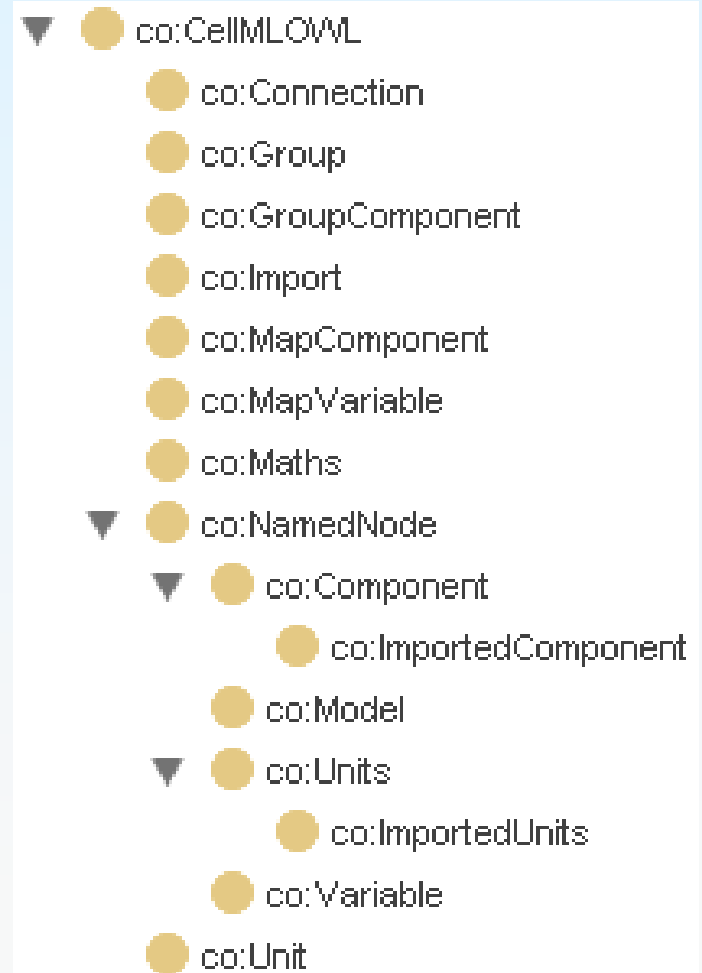 co:CellMLOWL
co:Connection
co:Group
co:GroupComponent
co:Import
co:MapComponent
co:MapVariable
co:Maths
co:NamedNode
co:Component
co:ImportedComponent
co:Model
co:Units
co:ImportedUnits
co:Variable
co:Unit